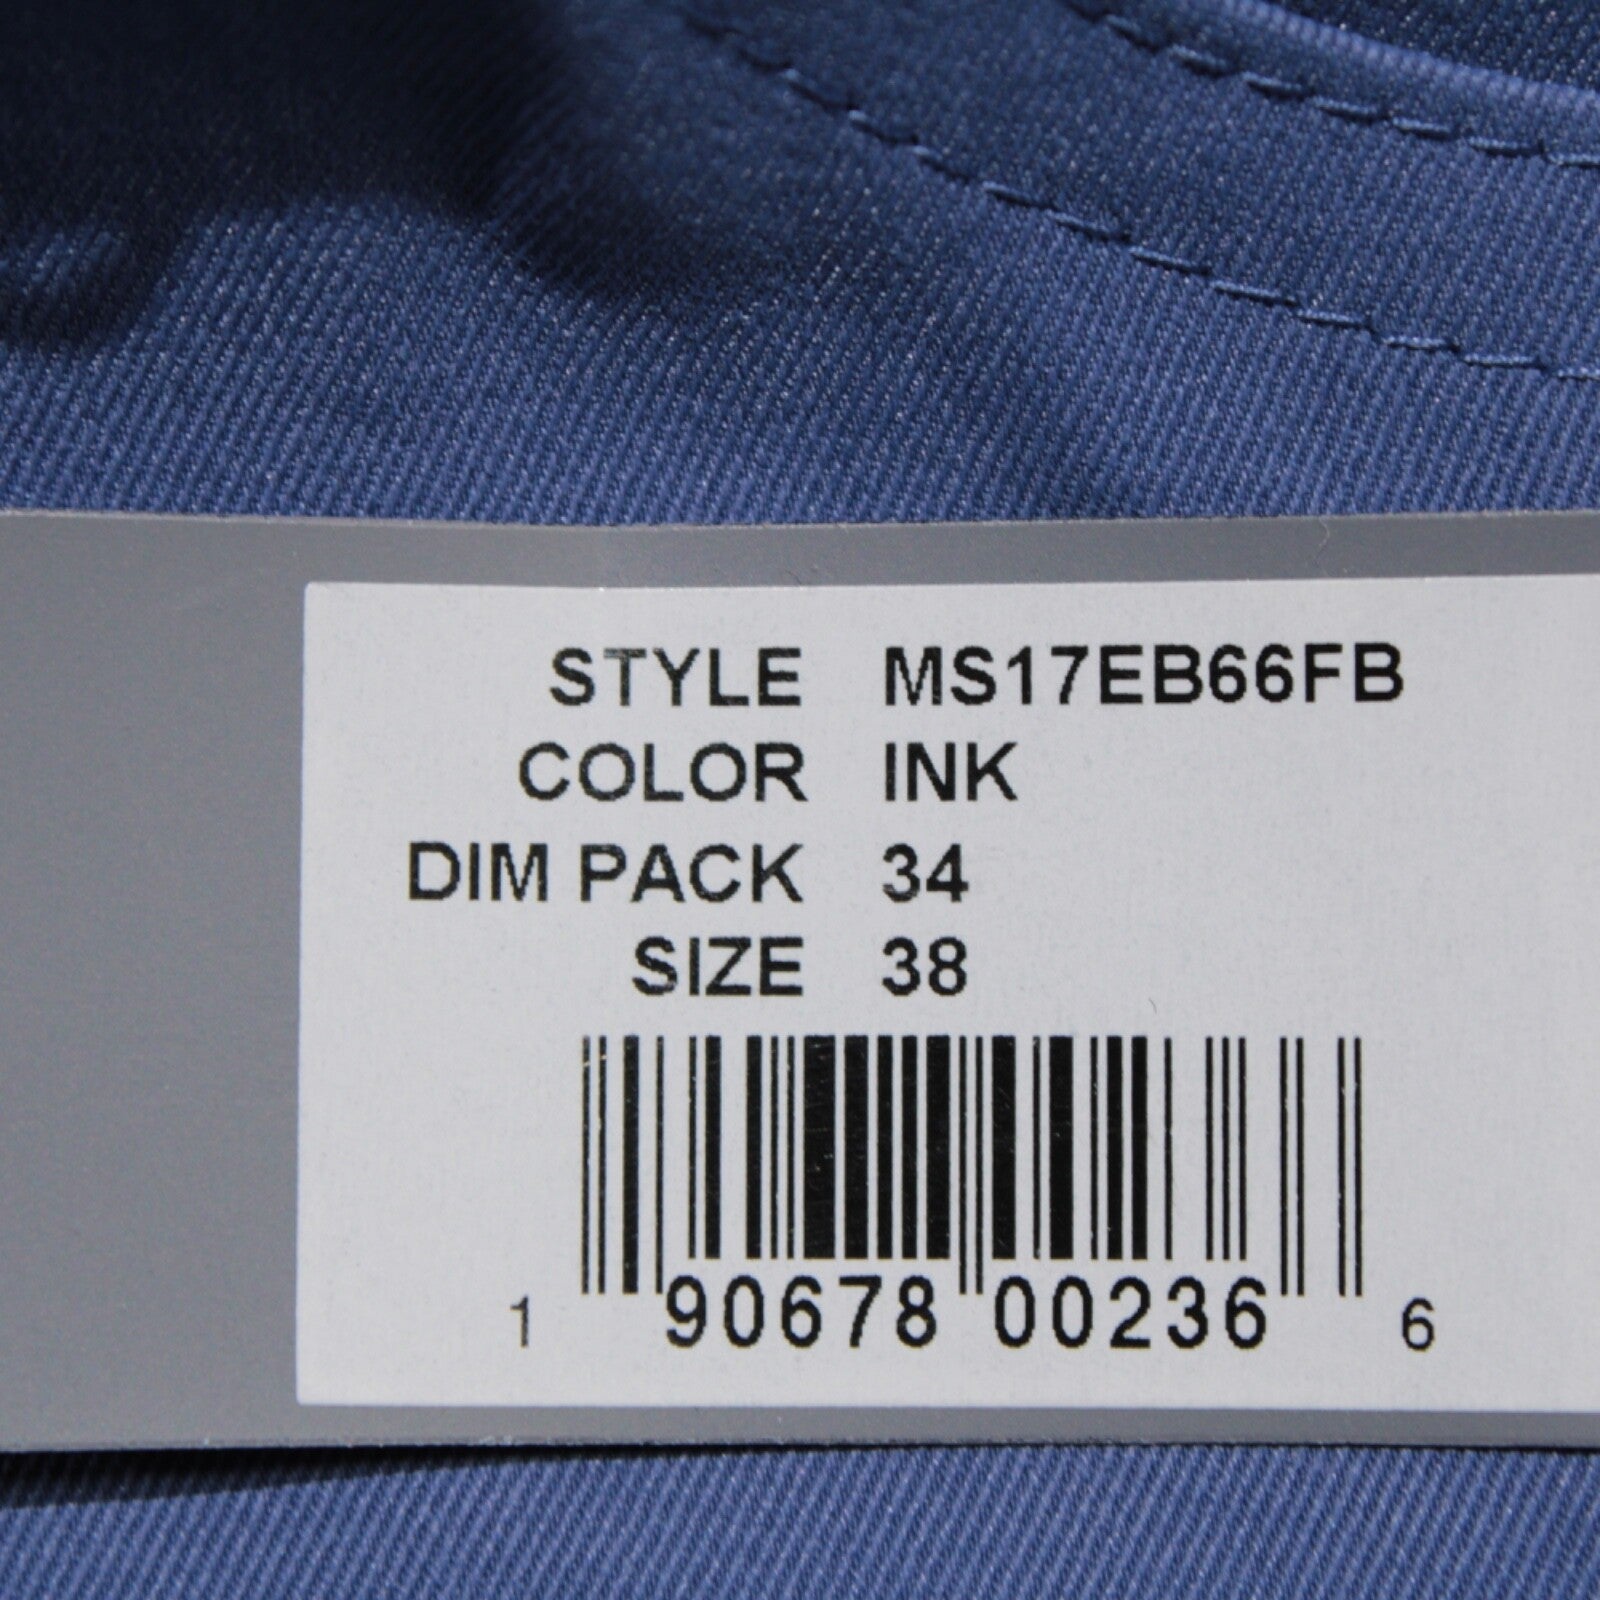 STYLE MS17EB66FB
COLOR INK
DIM PACK 34
SIZE 38
1 90678 00236 6